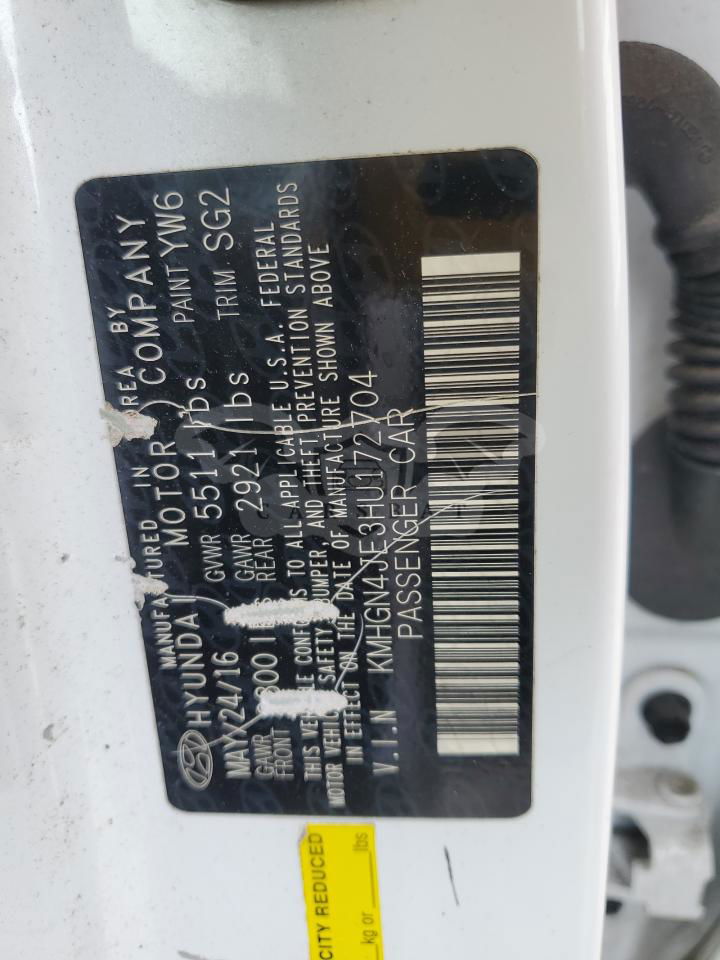 MANUFACTURED IN REA BY
HYUNDAI MOTOR COMPANY
MAY/24/16 GVWR 5511 lbs PAINT YW6
GAWR FRONT GAWR REAR 2921 lbs TRIM SG2
THIS VEHICLE CONFORMS TO ALL APPLICABLE U.S.A. FEDERAL
MOTOR VEHICLE SAFETY, BUMPER, AND THEFT PREVENTION STANDARDS
IN EFFECT ON THE DATE OF MANUFACTURE SHOWN ABOVE
V.I.N KMHGN4JE3HU172704
PASSENGER CAR
CITY REDUCED
kg or ____lbs